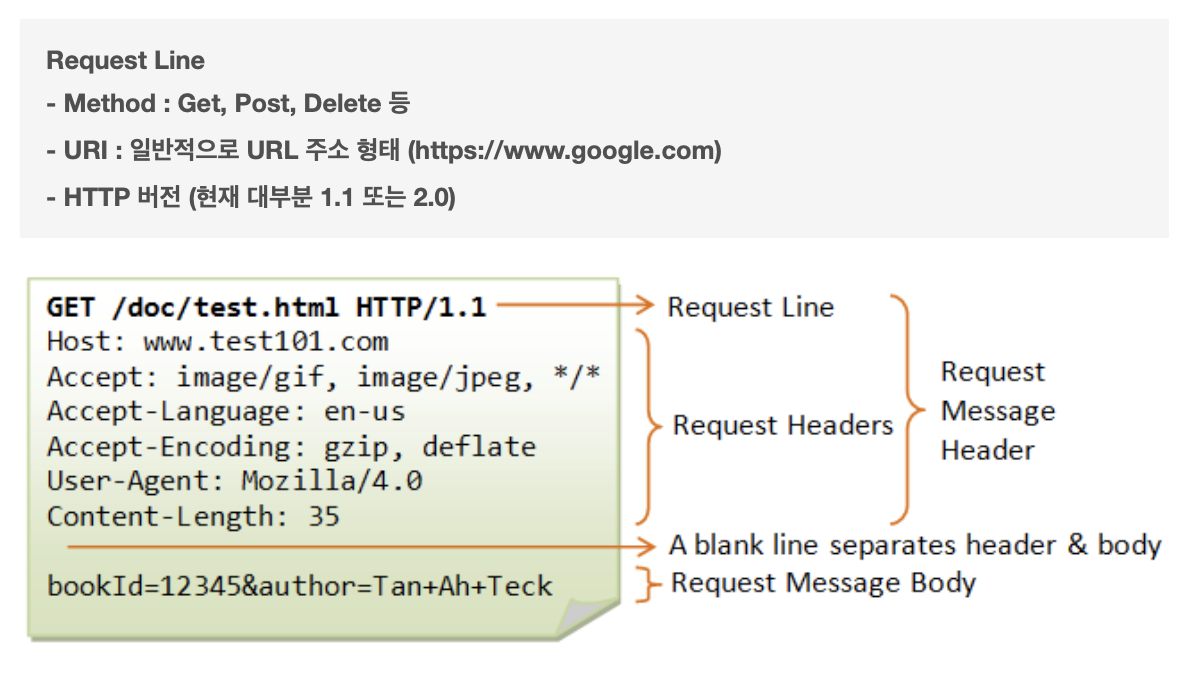 Request Line
- Method : Get, Post, Delete 등
- URI : 일반적으로 URL 주소 형태 (https://www.google.com)
- HTTP 버전 (현재 대부분 1.1 또는 2.0)
GET /doc/test.html HTTP/1.1
Request Line
Host: www.test101.com
Accept: image/gif, image/jpeg, */*
Accept-Language: en-us
Accept-Encoding: gzip, deflate
User-Agent: Mozilla/4.0
Content-Length: 35
Request Headers
Request
Message
Header
A blank line separates header & body
bookId=12345&author=Tan+Ah+Teck
Request Message Body